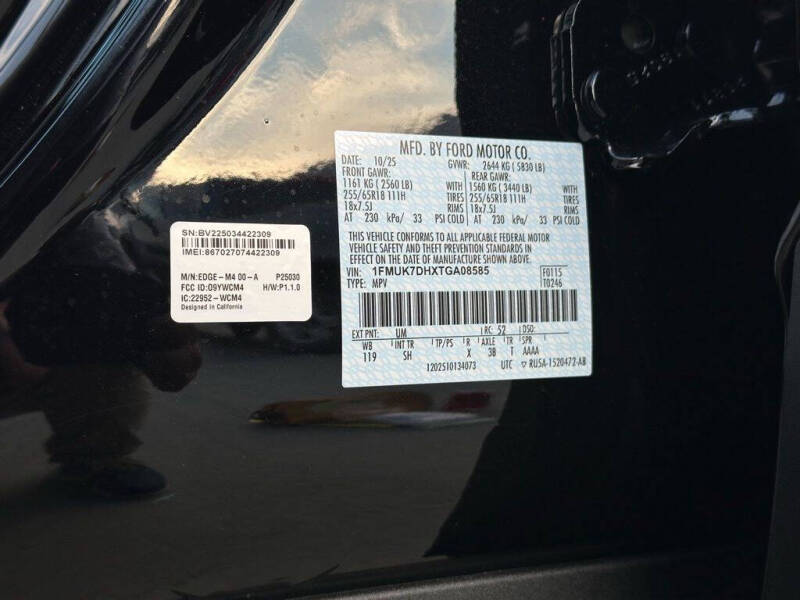 SN:BV225034422309
IMEI:867027074422309
M/N:EDGE-M4 00-A P25030
FCC ID:O9YWCM4 H/W:P1.1.0
IC:22952-WCM4
Designed in California
MFD. BY FORD MOTOR CO.
DATE: 10/25 GVWR: 2644 KG ( 5830 LB)
FRONT GAWR: REAR GAWR:
1161 KG ( 2560 LB) WITH 1560 KG ( 3440 LB) WITH
255/65R18 111H TIRES 255/65R18 111H TIRES
18x7.5J RIMS 18x7.5J RIMS
AT 230 kPa/ 33 PSI COLD AT 230 kPa/ 33 PSI COLD
THIS VEHICLE CONFORMS TO ALL APPLICABLE FEDERAL MOTOR
VEHICLE SAFETY AND THEFT PREVENTION STANDARDS IN
EFFECT ON THE DATE OF MANUFACTURE SHOWN ABOVE.
VIN: 1FMUK7DHXTGA08585 F0115
TYPE: MPV T0246
EXT PNT: UM RC: 52 DSO:
WB INT TR TP/PS R AXLE TR SPR
119 SH X 3B T AAAA
1202510134073 UTC ▽ RU5A-1520472-AB